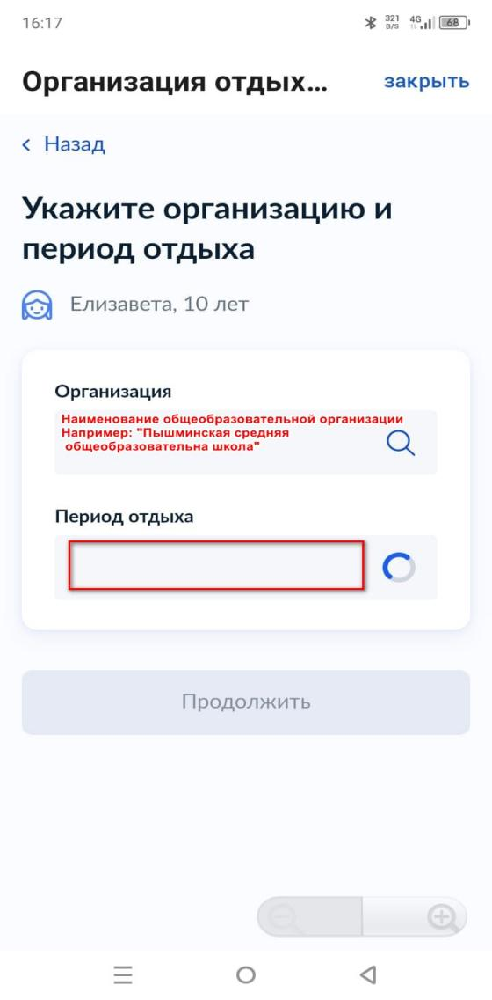 16:17
321 B/S 4G 68
Организация отдых... закрыть
Назад
Укажите организацию и
период отдыха
Елизавета, 10 лет
Организация
Наименование общеобразовательной организации
Например: "Пышминская средняя
общеобразовательна школа"
Период отдыха
Продолжить